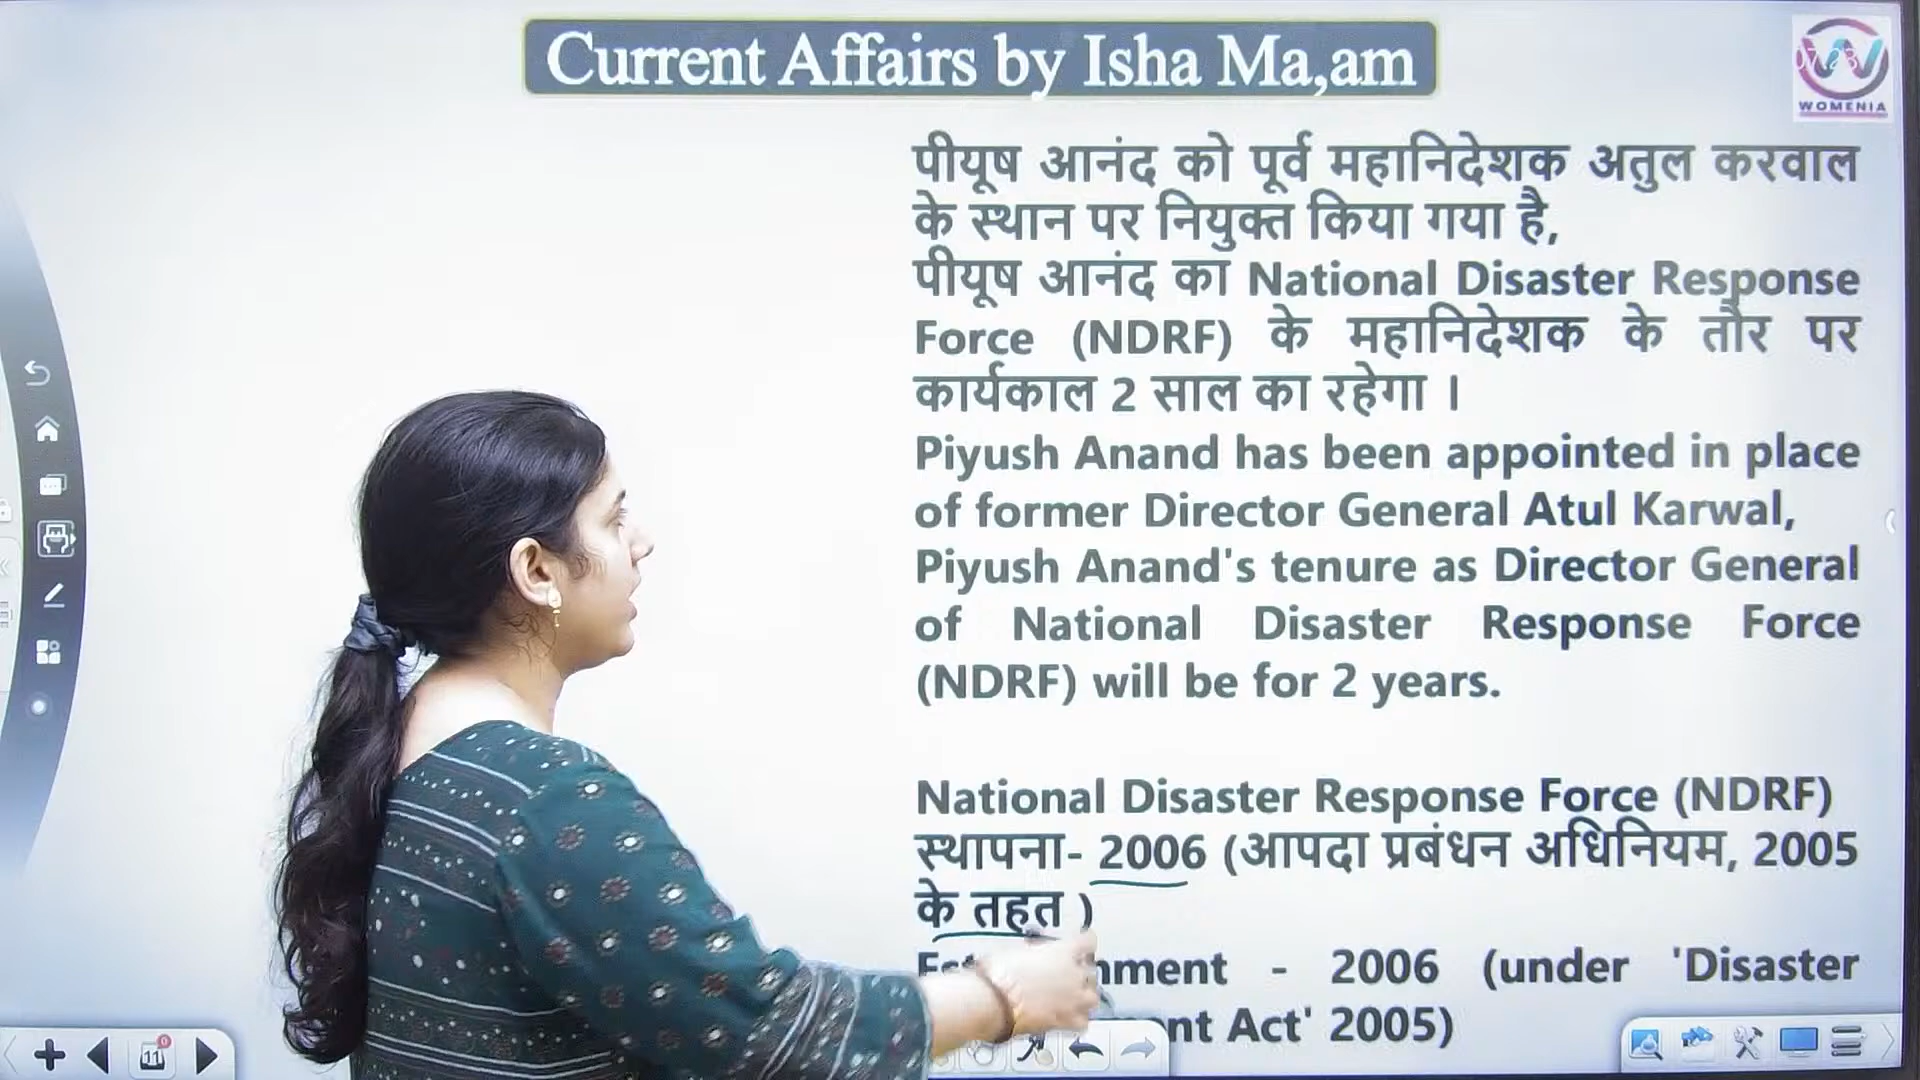 Current Affairs by Isha Ma,am
WOMENIA
पीयूष आनंद को पूर्व महानिदेशक अतुल करवाल
के स्थान पर नियुक्त किया गया है,
पीयूष आनंद का National Disaster Response
Force (NDRF) के महानिदेशक के तौर पर
कार्यकाल 2 साल का रहेगा ।
Piyush Anand has been appointed in place
of former Director General Atul Karwal,
Piyush Anand's tenure as Director General
of National Disaster Response Force
(NDRF) will be for 2 years.
National Disaster Response Force (NDRF)
स्थापना- 2006 (आपदा प्रबंधन अधिनियम, 2005
के तहत )
- 2006 (under 'Disaster
Act' 2005)
11